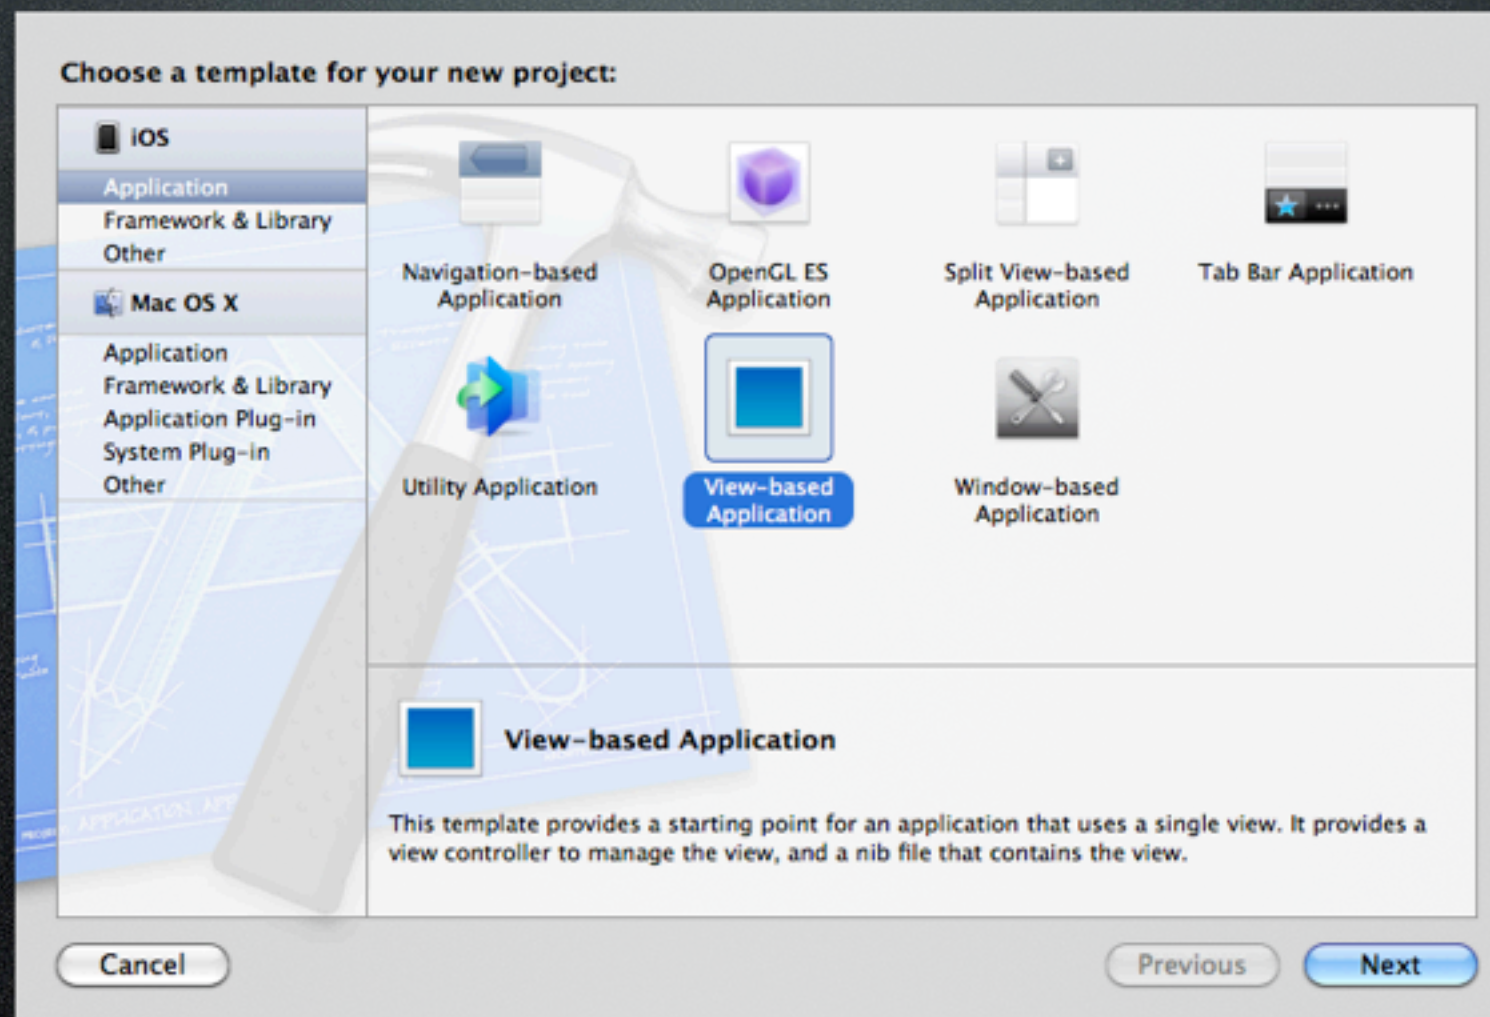 Choose a template for your new project:
iOS
Application
Framework & Library
Other
Mac OS X
Application
Framework & Library
Application Plug-in
System Plug-in
Other
Navigation-based
Application
OpenGL ES
Application
Split View-based
Application
Tab Bar Application
Utility Application
View-based
Application
Window-based
Application
View-based Application
This template provides a starting point for an application that uses a single view. It provides a
view controller to manage the view, and a nib file that contains the view.
Cancel
Previous
Next